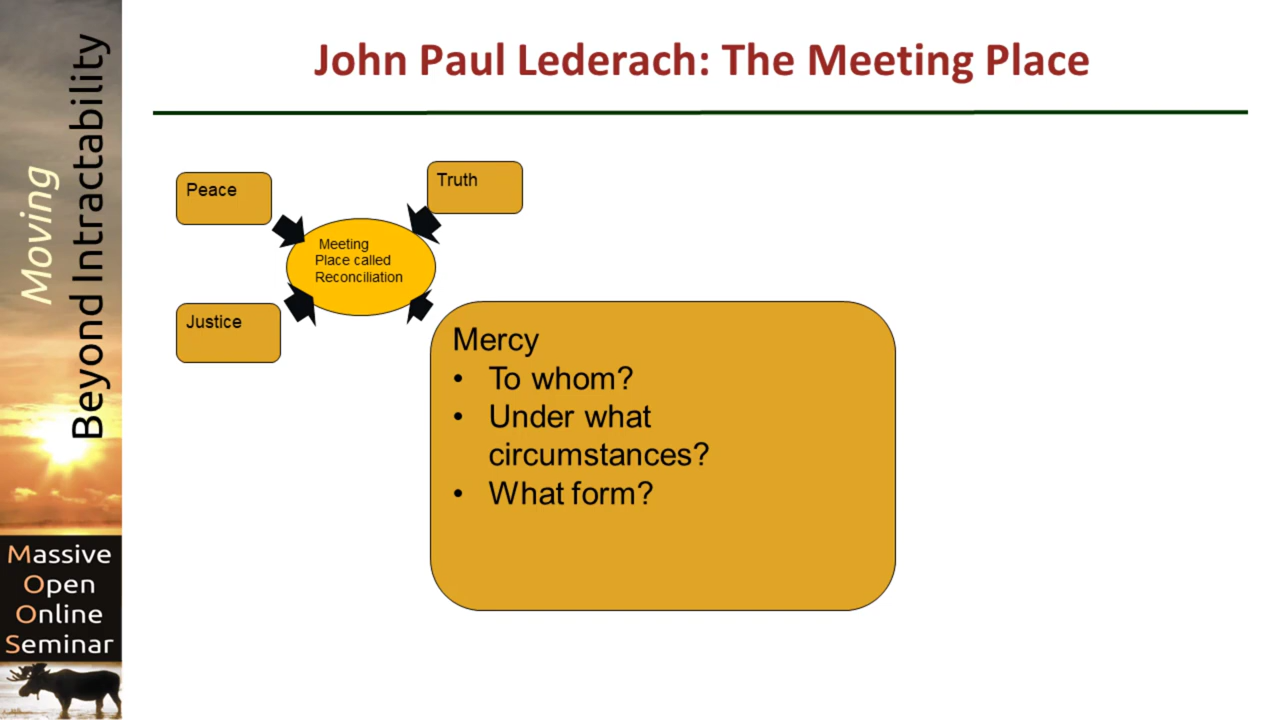 Moving
Beyond Intractability
Massive
Open
Online
Seminar
John Paul Lederach: The Meeting Place
Peace
Truth
Meeting
Place called
Reconciliation
Justice
Mercy
• To whom?
• Under what
circumstances?
• What form?